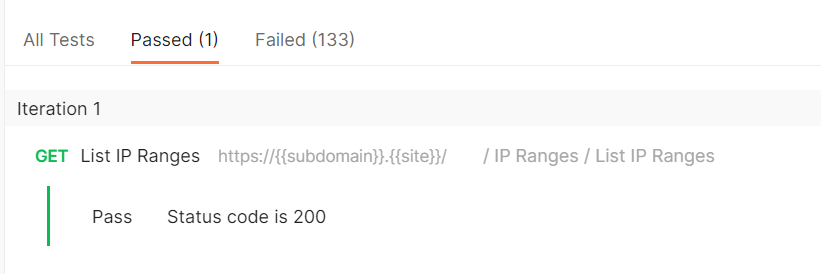 All Tests Passed (1) Failed (133)
Iteration 1
GET List IP Ranges https://{{subdomain}}.{{site}}/ / IP Ranges / List IP Ranges
Pass Status code is 200